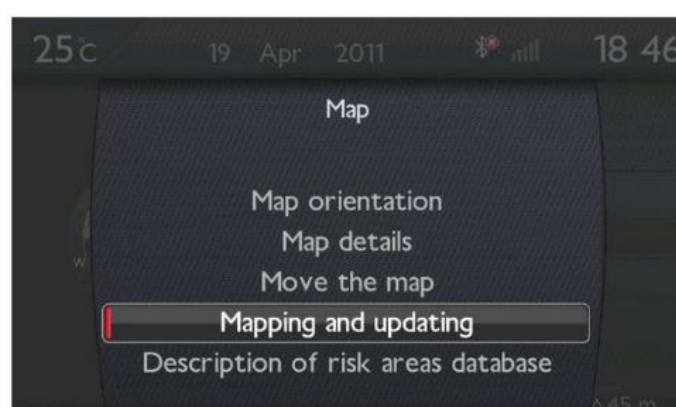 25°C 19 Apr 2011 18 46
Map
Map orientation
Map details
Move the map
W
Mapping and updating
Description of risk areas database
45 m